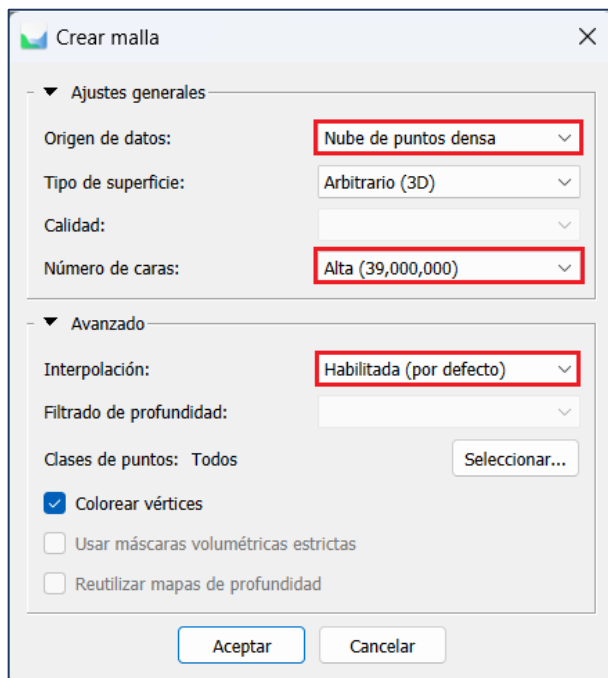 Crear malla
Ajustes generales
Origen de datos: Nube de puntos densa
Tipo de superficie: Arbitrario (3D)
Calidad:
Número de caras: Alta (39,000,000)
Avanzado
Interpolación: Habilitada (por defecto)
Filtrado de profundidad:
Clases de puntos: Todos Seleccionar...
Colorear vértices
Usar máscaras volumétricas estrictas
Reutilizar mapas de profundidad
Aceptar Cancelar